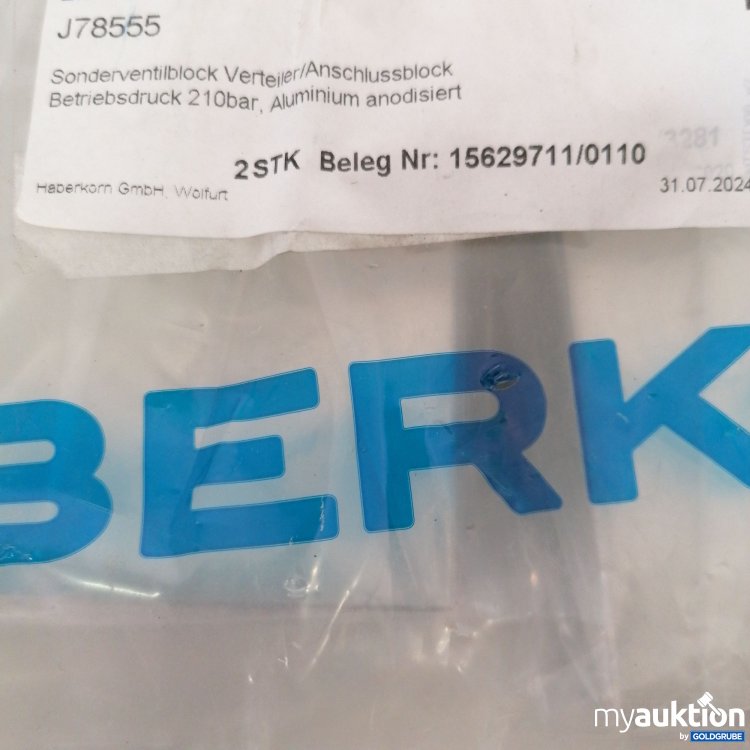 J78555
Sonderventilblock Verteiler/Anschlussblock
Betriebsdruck 210bar, Aluminium anodisiert
3281
2STK Beleg Nr: 15629711/0110
Haberkorn GmbH, Wolfurt
31.07.2024
BERK
myauktion
by GOLDGRUBE